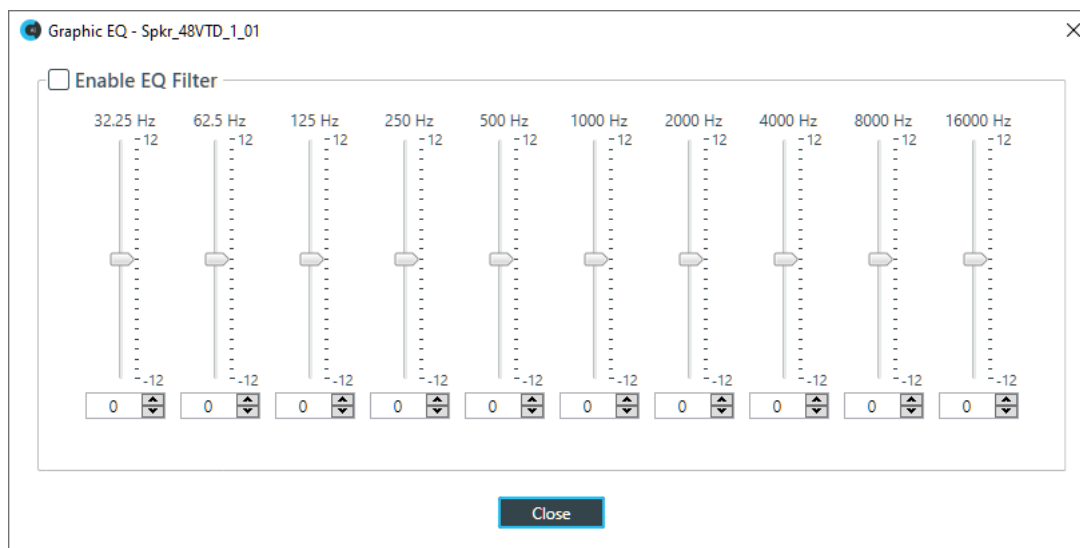 Graphic EQ - Spkr_48VTD_1_01
Enable EQ Filter
32.25 Hz 62.5 Hz 125 Hz 250 Hz 500 Hz 1000 Hz 2000 Hz 4000 Hz 8000 Hz 16000 Hz
12 12 12 12 12 12 12 12 12 12
-12 -12 -12 -12 -12 -12 -12 -12 -12 -12
0 0 0 0 0 0 0 0 0 0
Close